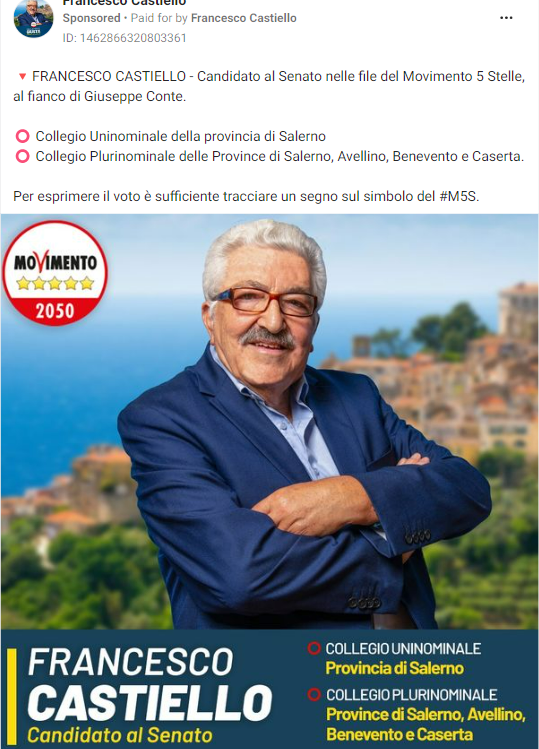 Francesco Castiello
Sponsored • Paid for by Francesco Castiello
ID: 1462866320803361
FRANCESCO CASTIELLO - Candidato al Senato nelle file del Movimento 5 Stelle,
al fianco di Giuseppe Conte.
Collegio Uninominale della provincia di Salerno
Collegio Plurinominale delle Province di Salerno, Avellino, Benevento e Caserta.
Per esprimere il voto è sufficiente tracciare un segno sul simbolo del #M5S.
MOVIMENTO
2050
FRANCESCO
CASTIELLO
Candidato al Senato
COLLEGIO UNINOMINALE
Provincia di Salerno
COLLEGIO PLURINOMINALE
Province di Salerno, Avellino,
Benevento e Caserta